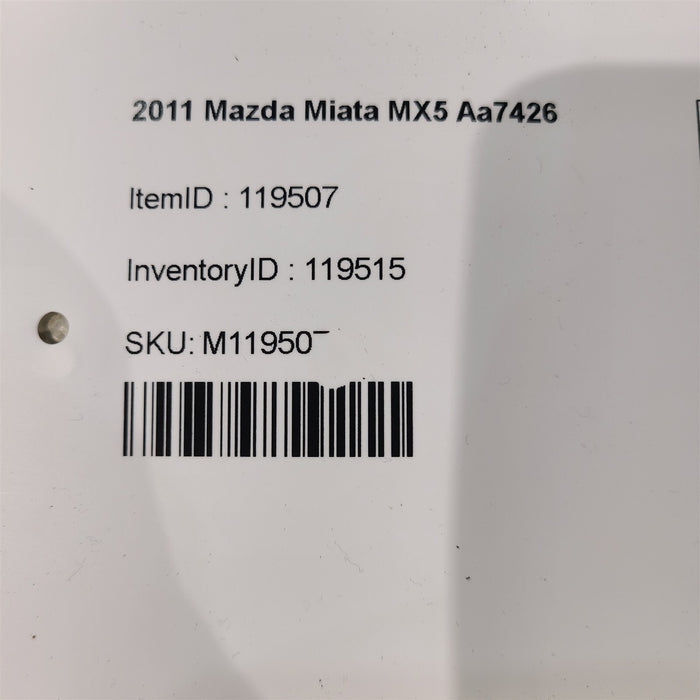 2011 Mazda Miata MX5 Aa7426
ItemID : 119507
InventoryID : 119515
SKU: M11950